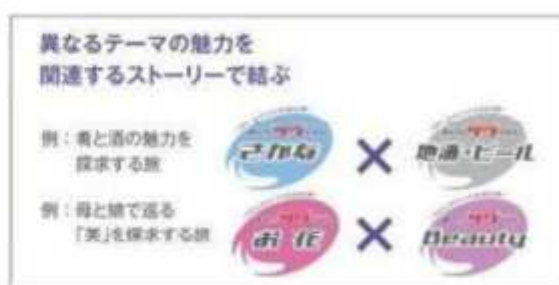 異なるテーマの魅力を
関連するストーリーで結ぶ
例：肴と酒の魅力を
探求する旅
さかな
×
地酒・ビール
例：母と娘で巡る
「美」を探求する旅
お花
×
Beauty